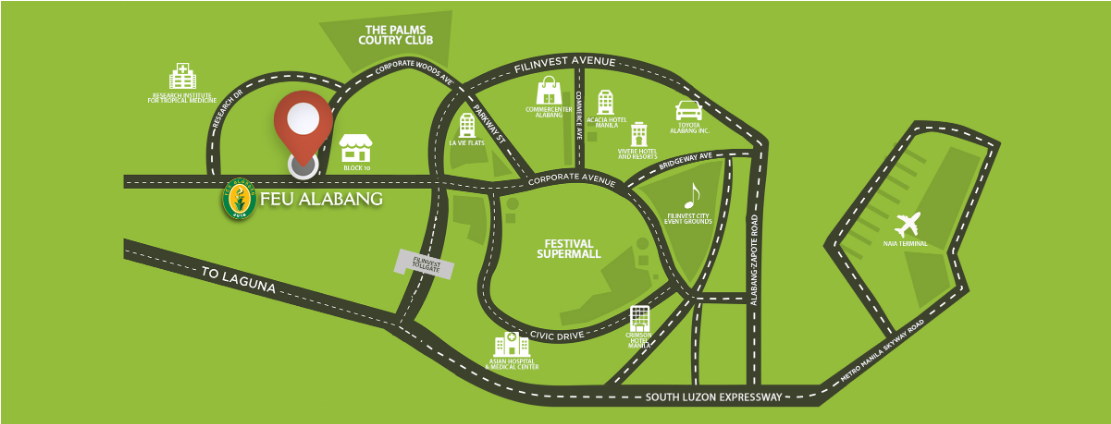 THE PALMS
COUTRY CLUB
CORPORATE WOODS AVE
FILINVEST AVENUE
RESEARCH INSTITUTE
FOR TROPICAL MEDICINE
RESEARCH DR
COMMERCENTER
ALABANG
COMMERCE AVE
ACACIA HOTEL
MANILA
TOYOTA
ALABANG INC.
PARKWAY ST
LA VIE FLATS
VIVERE HOTEL
AND RESORTS
BLOCK 10
BRIDGEWAY AVE
CORPORATE AVENUE
FEU ALABANG
FILINVEST CITY
EVENT GROUNDS
FESTIVAL
SUPERMALL
NAIA TERMINAL
FILINVEST
TOLLGATE
TO LAGUNA
ALABANG-ZAPOTE ROAD
CIVIC DRIVE
CRIMSON
HOTEL
MANILA
ASIAN HOSPITAL
& MEDICAL CENTER
METRO MANILA SKYWAY ROAD
SOUTH LUZON EXPRESSWAY